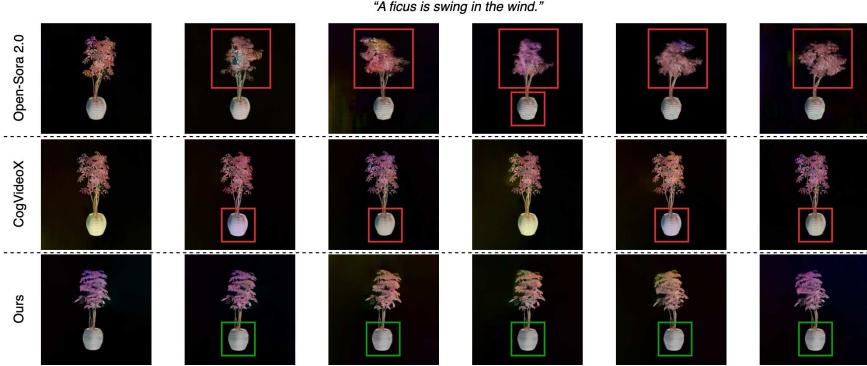 “A ficus is swing in the wind.”
Open-Sora 2.0
CogVideoX
Ours